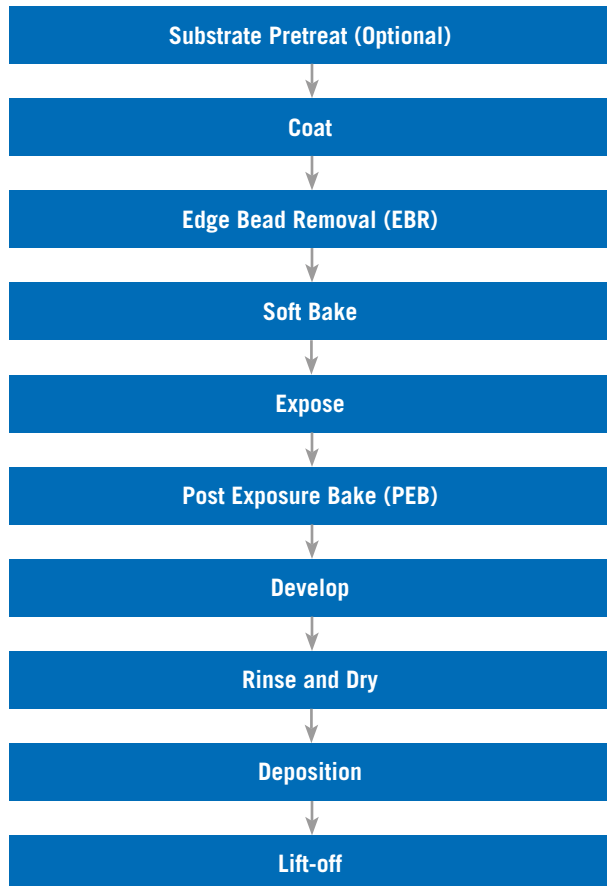 Substrate Pretreat (Optional)
Coat
Edge Bead Removal (EBR)
Soft Bake
Expose
Post Exposure Bake (PEB)
Develop
Rinse and Dry
Deposition
Lift-off